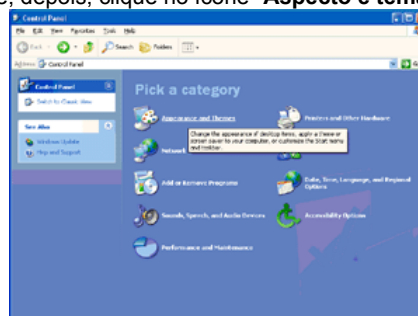 e, depois, clique no ícone "Aspecto e tema
Control Panel
File Edit View Favorites Tools Help
Back Search Folders
Address Control Panel
Control Panel
Switch to Classic View
See Also
Windows Update
Help and Support
Pick a category
Appearance and Themes
Printers and Other Hardware
Change the appearance of desktop items, apply a theme or
screen saver to your computer, or customize the Start menu
and taskbar.
Network
Add or Remove Programs
Date, Time, Language, and Regional
Options
Sounds, Speech, and Audio Devices
Accessibility Options
Performance and Maintenance